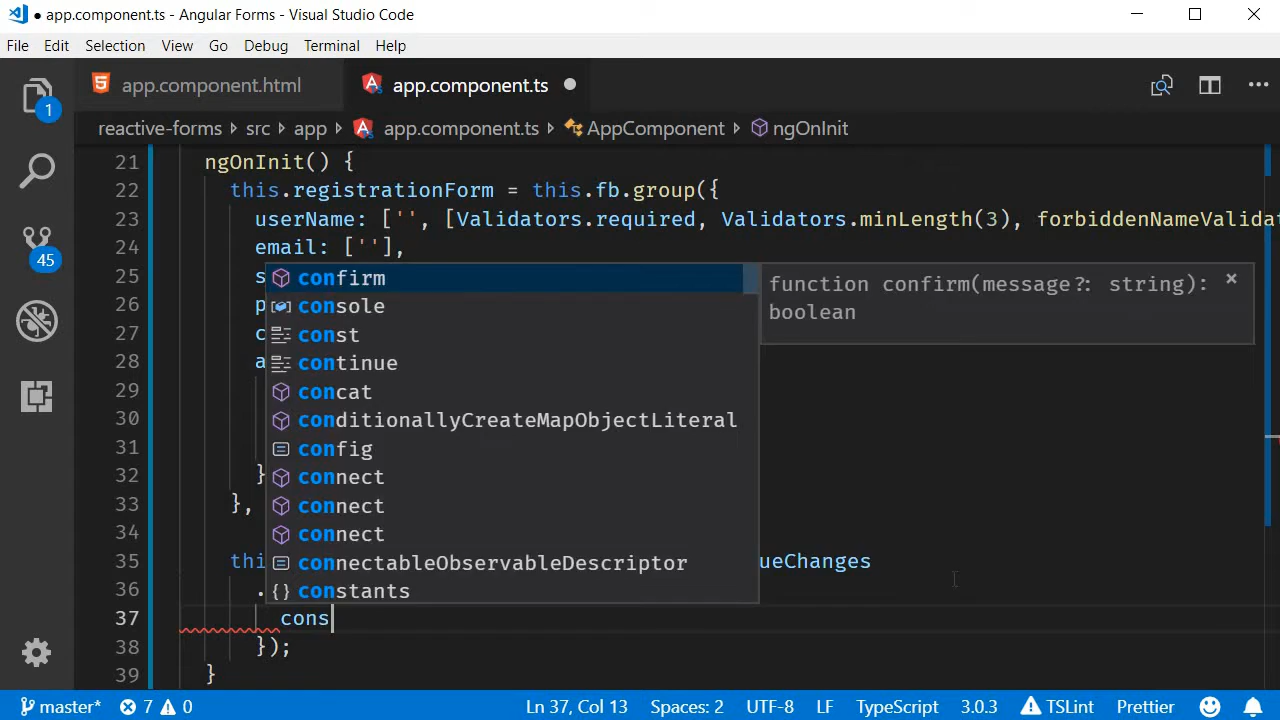 ● app.component.ts - Angular Forms - Visual Studio Code
File Edit Selection View Go Debug Terminal Help
app.component.html app.component.ts ●
reactive-forms src app app.component.ts AppComponent ngOnInit
1
45
21 ngOnInit() {
22 this.registrationForm = this.fb.group({
23 userName: ['', [Validators.required, Validators.minLength(3), forbiddenNameValidat
24 email: [''],
25 s
26 p
27 c
28 a
29
30
31
32 }
33 },
34
35 thi ueChanges
36 .
37 cons
38 });
39 }
confirm
console
const
continue
concat
conditionallyCreateMapObjectLiteral
config
connect
connect
connect
connectableObservableDescriptor
constants
function confirm(message?: string):
boolean
master* 7 0 Ln 37, Col 13 Spaces: 2 UTF-8 LF TypeScript 3.0.3 TSLint Prettier